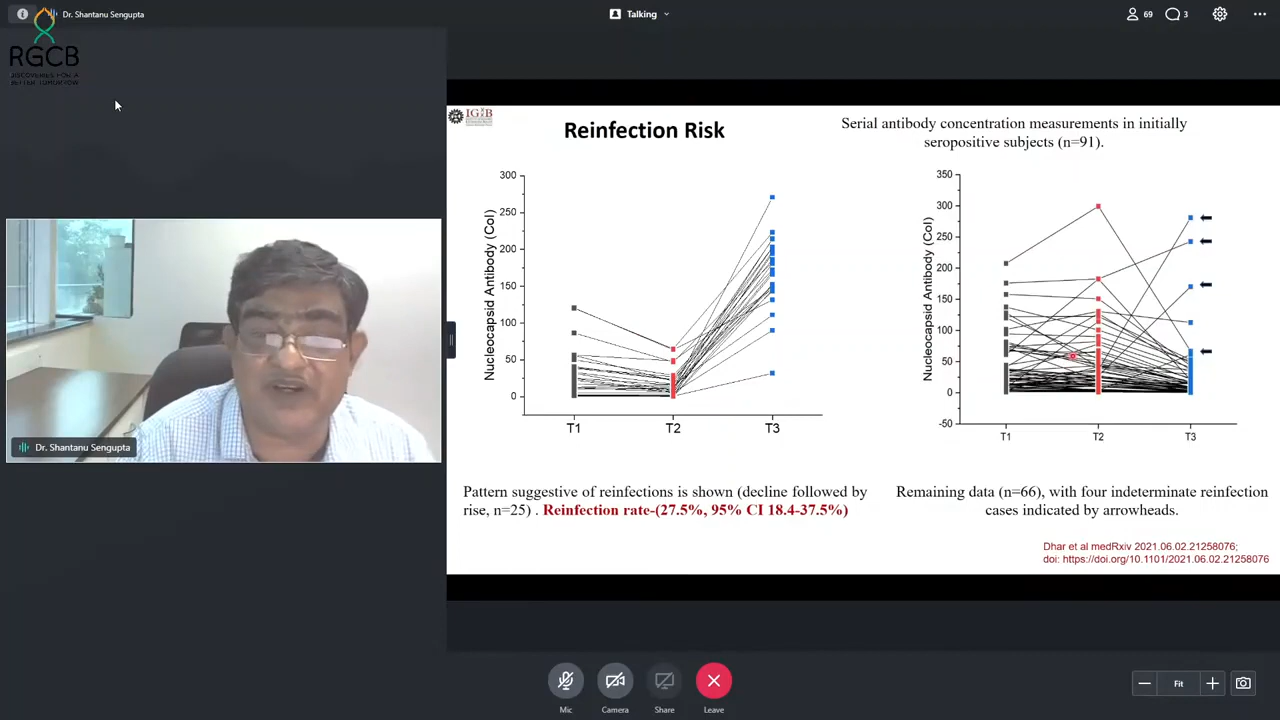 Dr. Shantanu Sengupta
Talking
69
3
RGCB
DISCOVERIES FOR A
BETTER TOMORROW
Dr. Shantanu Sengupta
IGIB
Reinfection Risk
Serial antibody concentration measurements in initially
seropositive subjects (n=91).
Nucleocapsid Antibody (CoI)
300
250
200
150
100
50
0
T1
T2
T3
Nucleocapsid Antibody (CoI)
350
300
250
200
150
100
50
0
-50
T1
T2
T3
Pattern suggestive of reinfections is shown (decline followed by
rise, n=25) . Reinfection rate-(27.5%, 95% CI 18.4-37.5%)
Remaining data (n=66), with four indeterminate reinfection
cases indicated by arrowheads.
Dhar et al medRxiv 2021.06.02.21258076;
doi: https://doi.org/10.1101/2021.06.02.21258076
Mic
Camera
Share
Leave
Fit